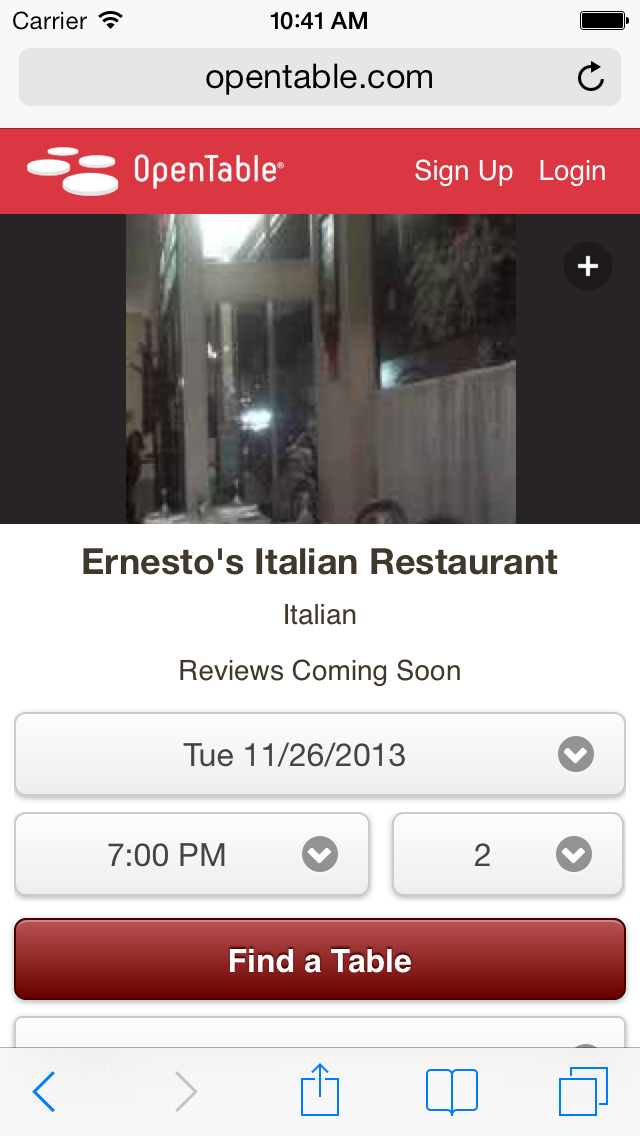 Carrier 10:41 AM
opentable.com
OpenTable® Sign Up Login
Ernesto's Italian Restaurant
Italian
Reviews Coming Soon
Tue 11/26/2013
7:00 PM 2
Find a Table
Menu